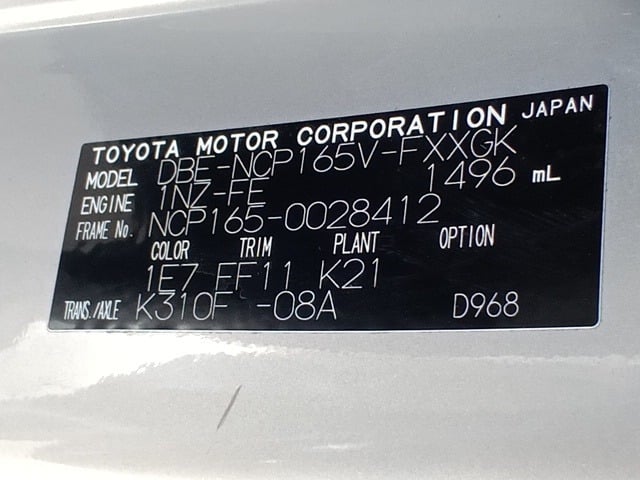 TOYOTA MOTOR CORPORATION JAPAN
MODEL DBE-NCP165V-FXXGK
ENGINE 1NZ-FE 1496 mL
FRAME No. NCP165-0028412
COLOR TRIM PLANT OPTION
1E7 FF11 K21
TRANS./AXLE K310F -08A D968